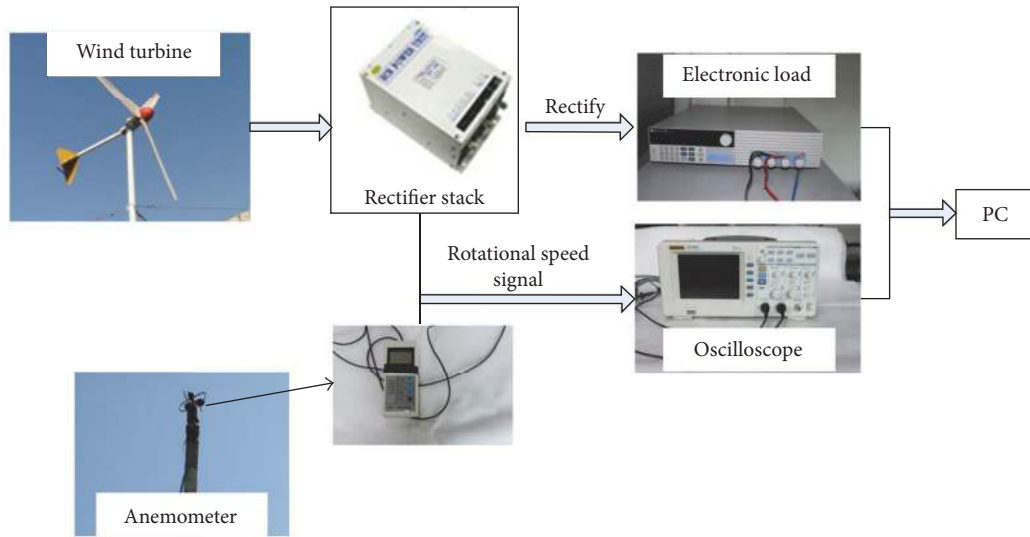 Wind turbine
Rectifier stack
Rectify
Electronic load
Rotational speed
signal
Oscilloscope
PC
Anemometer